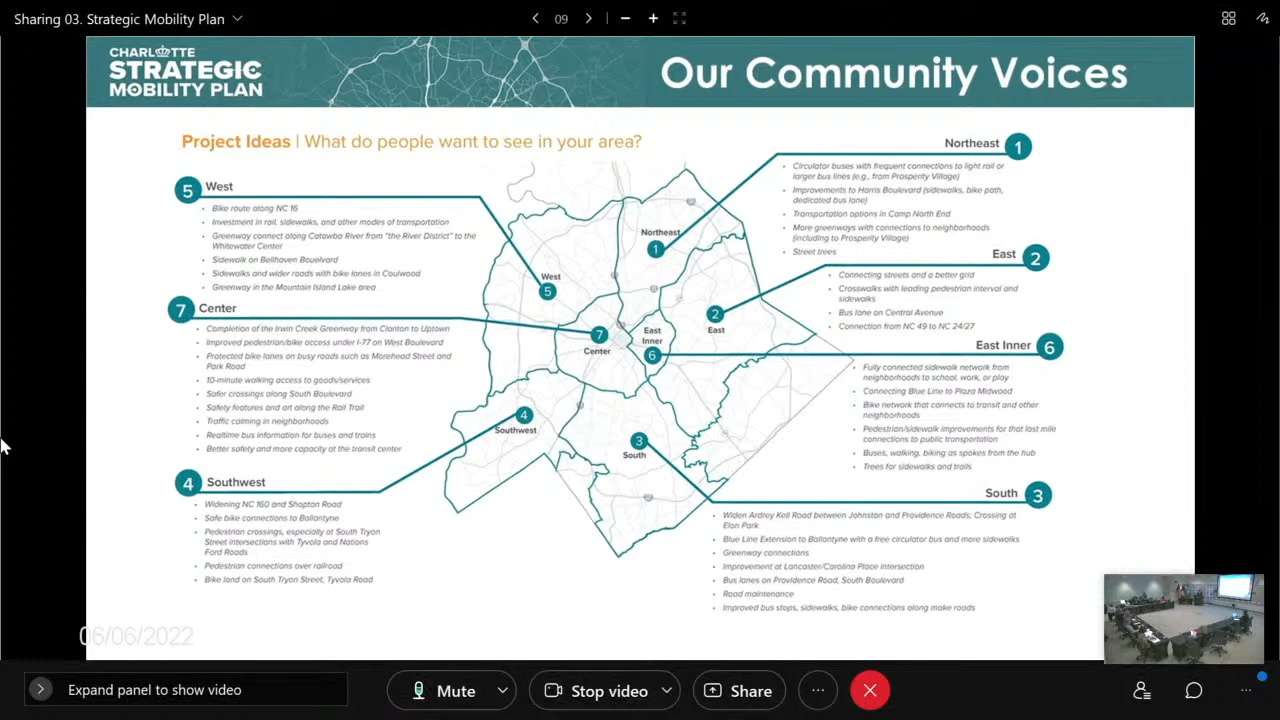 Sharing 03. Strategic Mobility Plan
09
CHARLOTTE
STRATEGIC
MOBILITY PLAN
Our Community Voices
Project Ideas | What do people want to see in your area?
5 West
• Bike route along NC 16
• Investment in rail, sidewalks, and other modes of transportation
• Greenway connect along Catawba River from "the River District" to the
Whitewater Center
• Sidewalk on Bellhaven Bouelvard
• Sidewalks and wider roads with bike lanes in Coulwood
• Greenway in the Mountain Island Lake area
7 Center
• Completion of the Irwin Creek Greenway from Clanton to Uptown
• Improved pedestrian/bike access under I-77 on West Boulevard
• Protected bike lanes on busy roads such as Morehead Street and
Park Road
• 10-minute walking access to goods/services
• Safer crossings along South Boulevard
• Safety features and art along the Rail Trail
• Traffic calming in neighborhoods
• Realtime bus information for buses and trains
• Better safety and more capacity at the transit center
4 Southwest
• Widening NC 160 and Shopton Road
• Safe bike connections to Ballantyne
• Pedestrian crossings, especially at South Tryon
Street intersections with Tyvola and Nations
Ford Roads
• Pedestrian connections over railroad
• Bike land on South Tryon Street, Tyvola Road
Northeast
1
West
5
2
East
7
Center
East
Inner
6
4
Southwest
3
South
Northeast 1
• Circulator buses with frequent connections to light rail or
larger bus lines (e.g., from Prosperity Village)
• Improvements to Harris Boulevard (sidewalks, bike path,
dedicated bus lane)
• Transportation options in Camp North End
• More greenways with connections to neighborhoods
(including to Prosperity Village)
• Street trees
East 2
• Connecting streets and a better grid
• Crosswalks with leading pedestrian interval and
sidewalks
• Bus lane on Central Avenue
• Connection from NC 49 to NC 24/27
East Inner 6
• Fully connected sidewalk network from
neighborhoods to school, work, or play
• Connecting Blue Line to Plaza Midwood
• Bike network that connects to transit and other
neighborhoods
• Pedestrian/sidewalk improvements for that last mile
connections to public transportation
• Buses, walking, biking as spokes from the hub
• Trees for sidewalks and trails
South 3
• Widen Ardrey Kell Road between Johnston and Providence Roads; Crossing at
Elon Park
• Blue Line Extension to Ballantyne with a free circulator bus and more sidewalks
• Greenway connections
• Improvement at Lancaster/Carolina Place intersection
• Bus lanes on Providence Road, South Boulevard
• Road maintenance
• Improved bus stops, sidewalks, bike connections along make roads
06/06/2022
Expand panel to show video
Mute
Stop video
Share